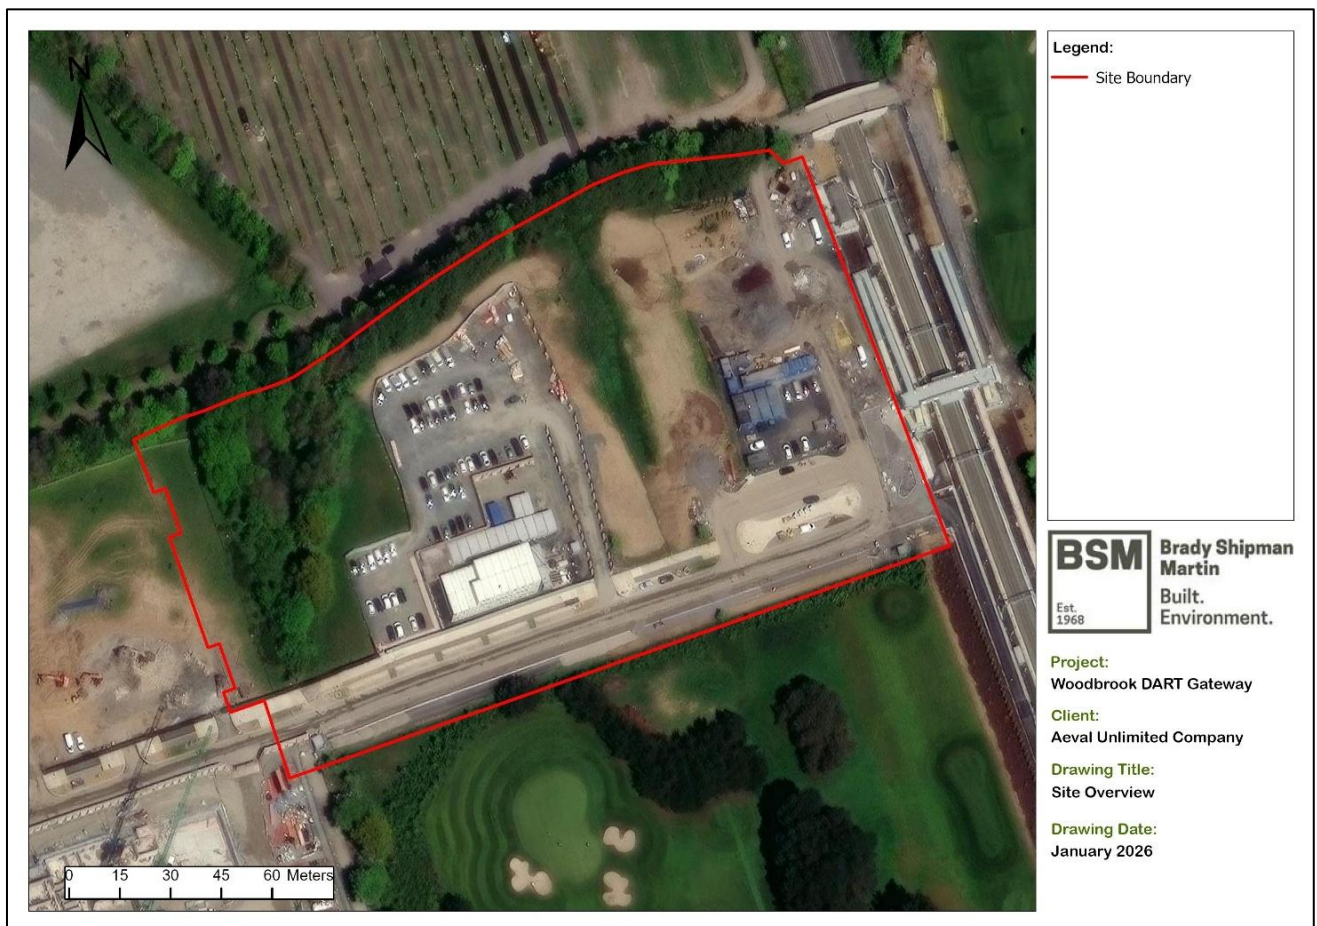 N
0 15 30 45 60 Meters
Legend:
Site Boundary
BSM
Est.
1968
Brady Shipman
Martin
Built.
Environment.
Project:
Woodbrook DART Gateway
Client:
Aeval Unlimited Company
Drawing Title:
Site Overview
Drawing Date:
January 2026